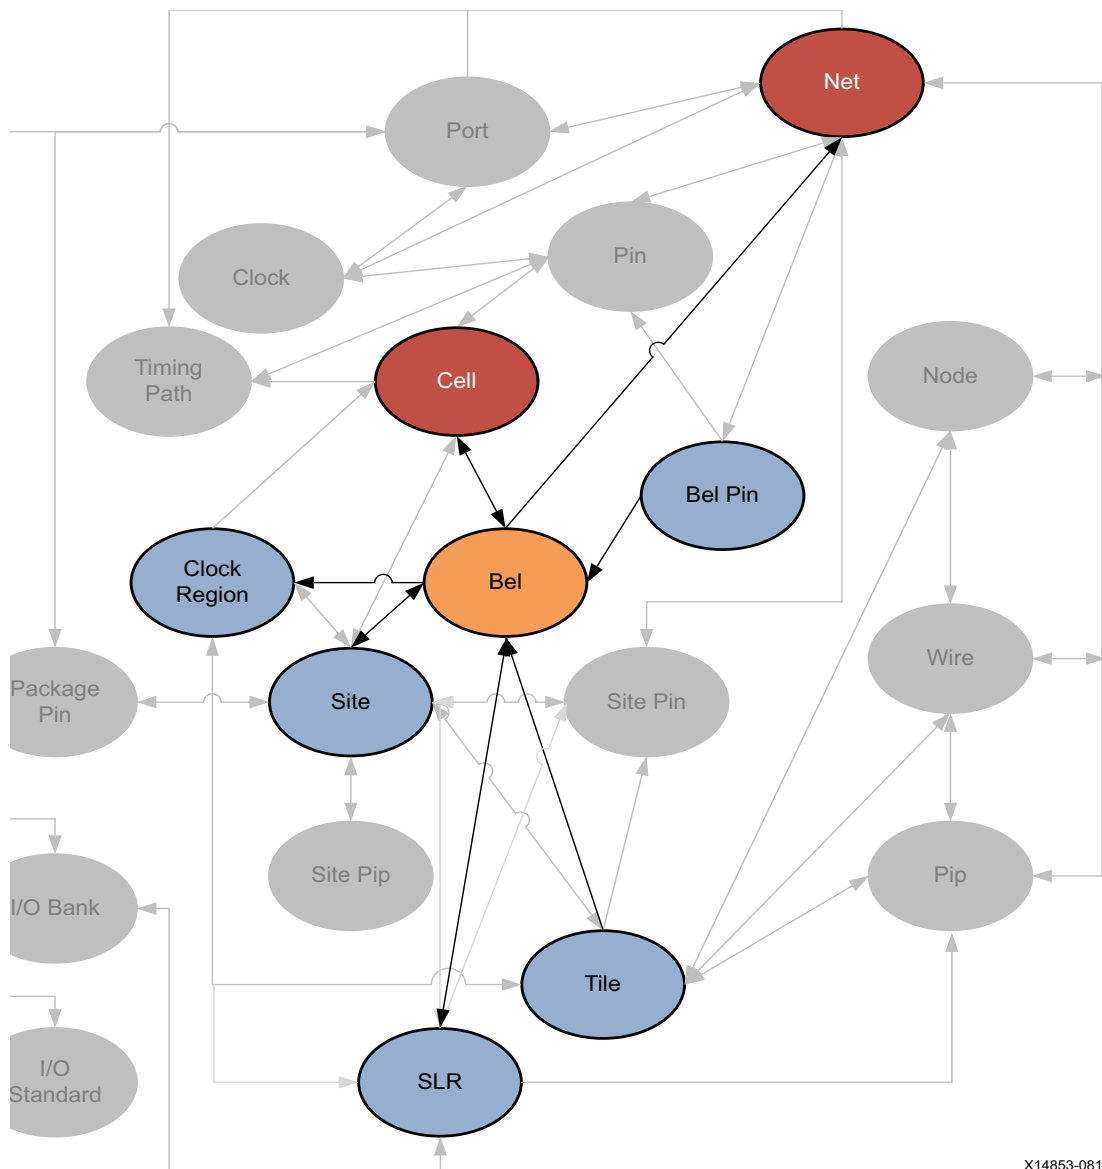 Net
Port
Pin
Clock
Timing
Path
Cell
Node
Bel Pin
Clock
Region
Bel
Wire
Package
Pin
Site
Site Pin
Site Pip
Pip
I/O Bank
Tile
I/O
Standard
SLR
X14853-081